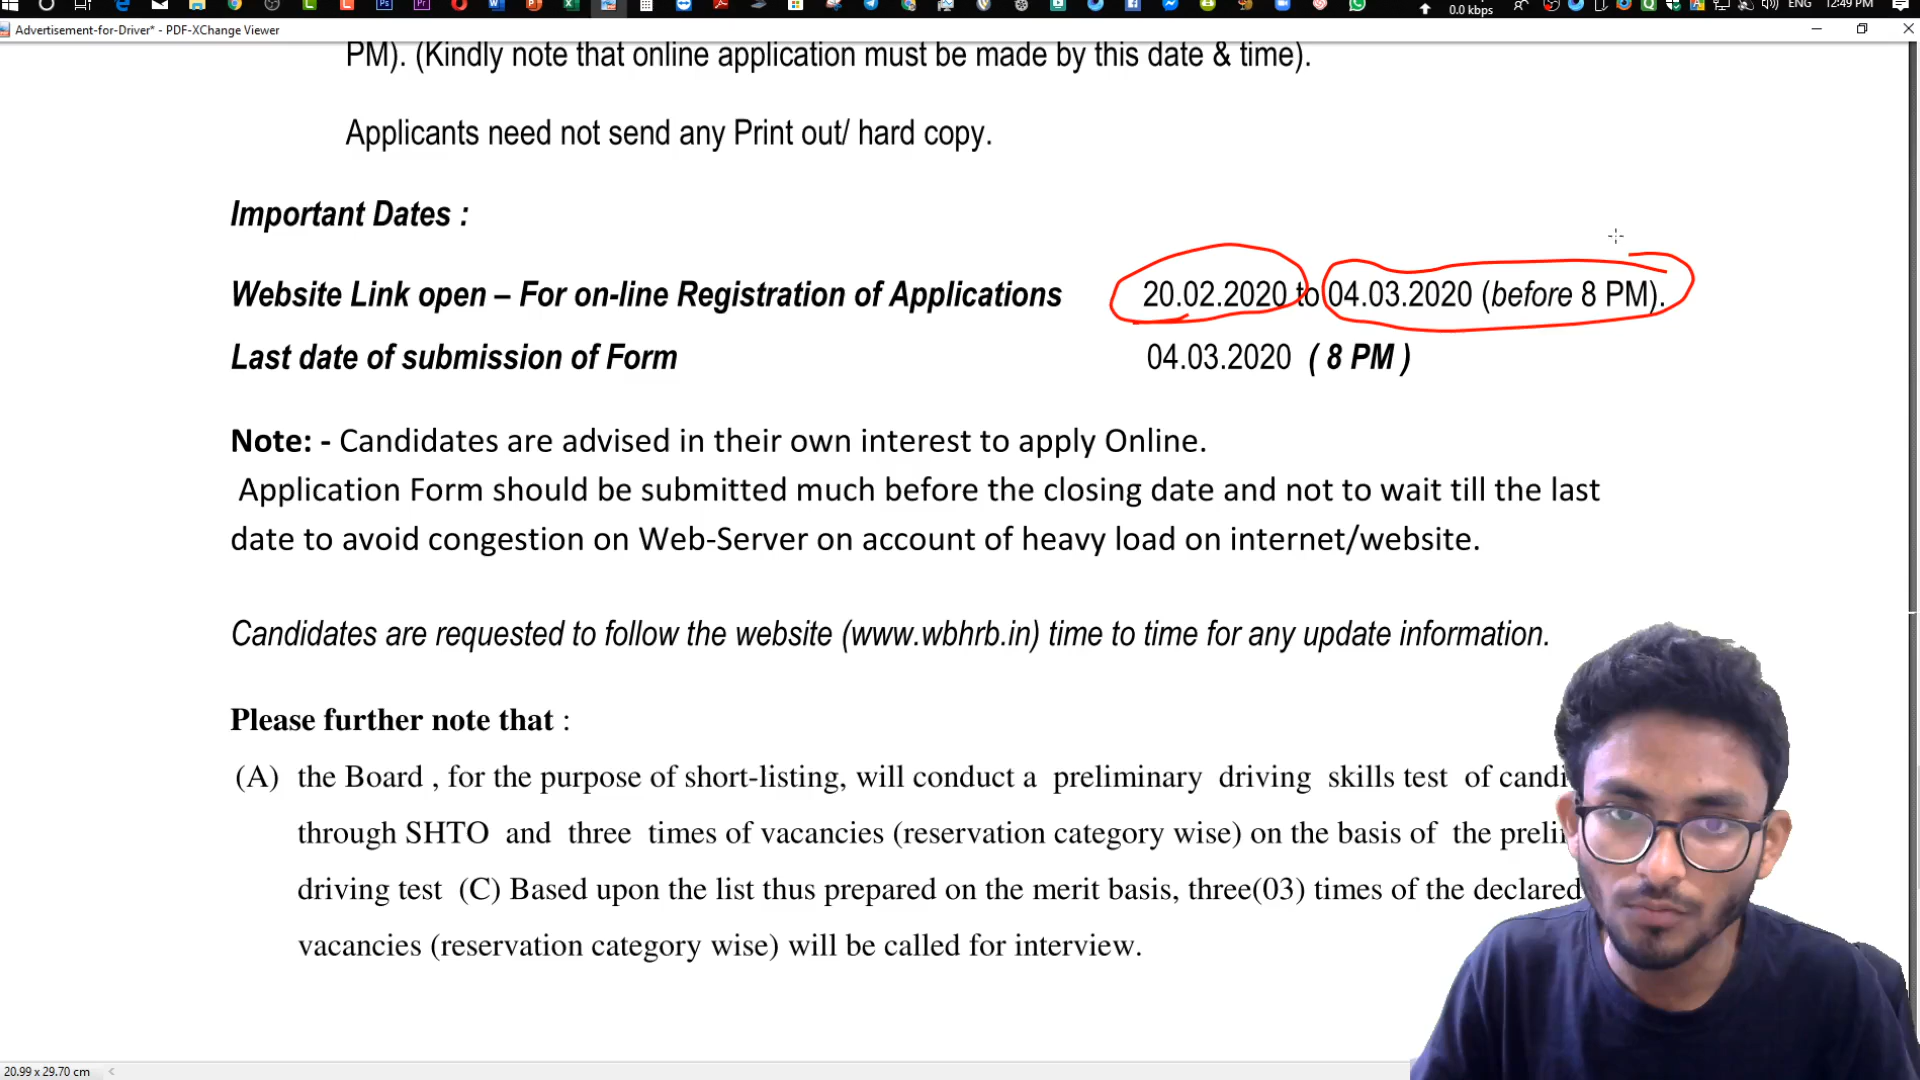 0.0 kbps
ENG
12:49 PM
Advertisement-for-Driver* - PDF-XChange Viewer
PM). (Kindly note that online application must be made by this date & time).
Applicants need not send any Print out/ hard copy.
Important Dates :
Website Link open – For on-line Registration of Applications 20.02.2020 to 04.03.2020 (before 8 PM).
Last date of submission of Form 04.03.2020 ( 8 PM )
Note: - Candidates are advised in their own interest to apply Online.
Application Form should be submitted much before the closing date and not to wait till the last
date to avoid congestion on Web-Server on account of heavy load on internet/website.
Candidates are requested to follow the website (www.wbhrb.in) time to time for any update information.
Please further note that :
(A) the Board , for the purpose of short-listing, will conduct a preliminary driving skills test of candi
through SHTO and three times of vacancies (reservation category wise) on the basis of the preli
driving test (C) Based upon the list thus prepared on the merit basis, three(03) times of the declared
vacancies (reservation category wise) will be called for interview.
20.99 x 29.70 cm